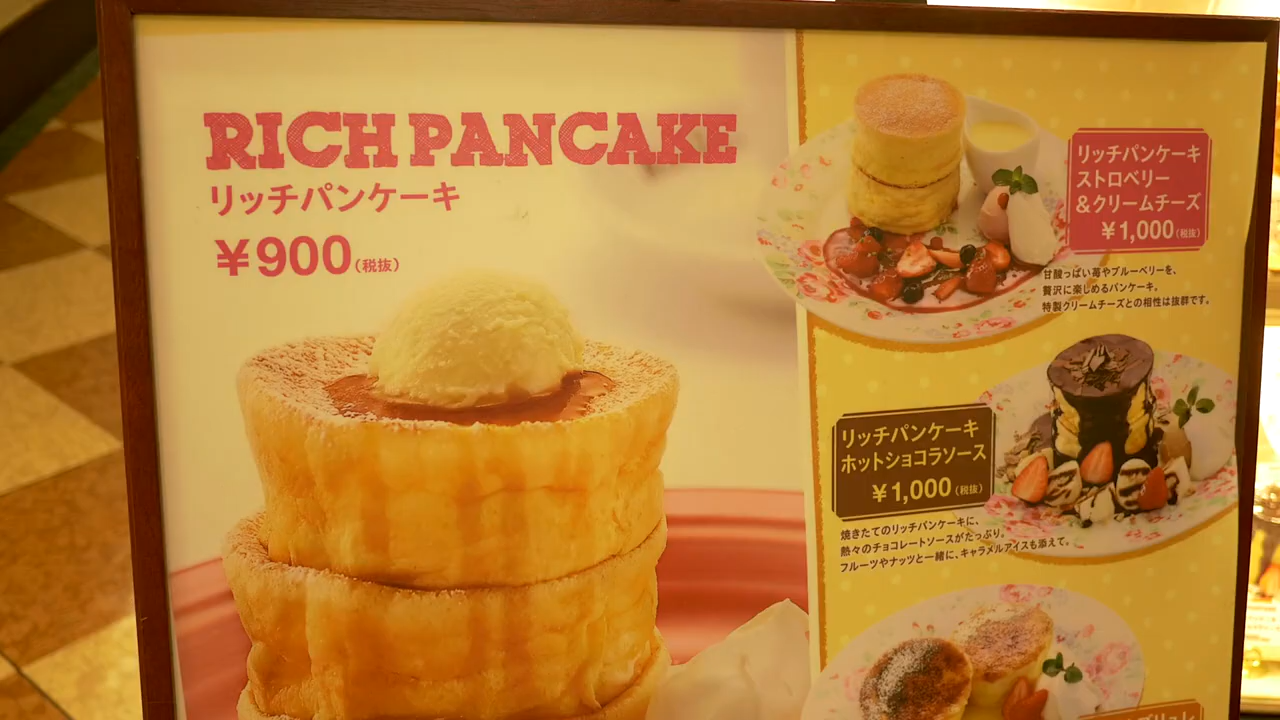 RICH PANCAKE
リッチパンケーキ
￥900(税抜)
リッチパンケーキ
ストロベリー
&クリームチーズ
￥1,000(税抜)
甘酸っぱい苺やブルーベリーを、
贅沢に楽しめるパンケーキ。
特製クリームチーズとの相性は抜群です。
リッチパンケーキ
ホットショコラソース
￥1,000(税抜)
焼きたてのリッチパンケーキに、
熱々のチョコレートソースがたっぷり。
フルーツやナッツと一緒に、キャラメルアイスも添えて。